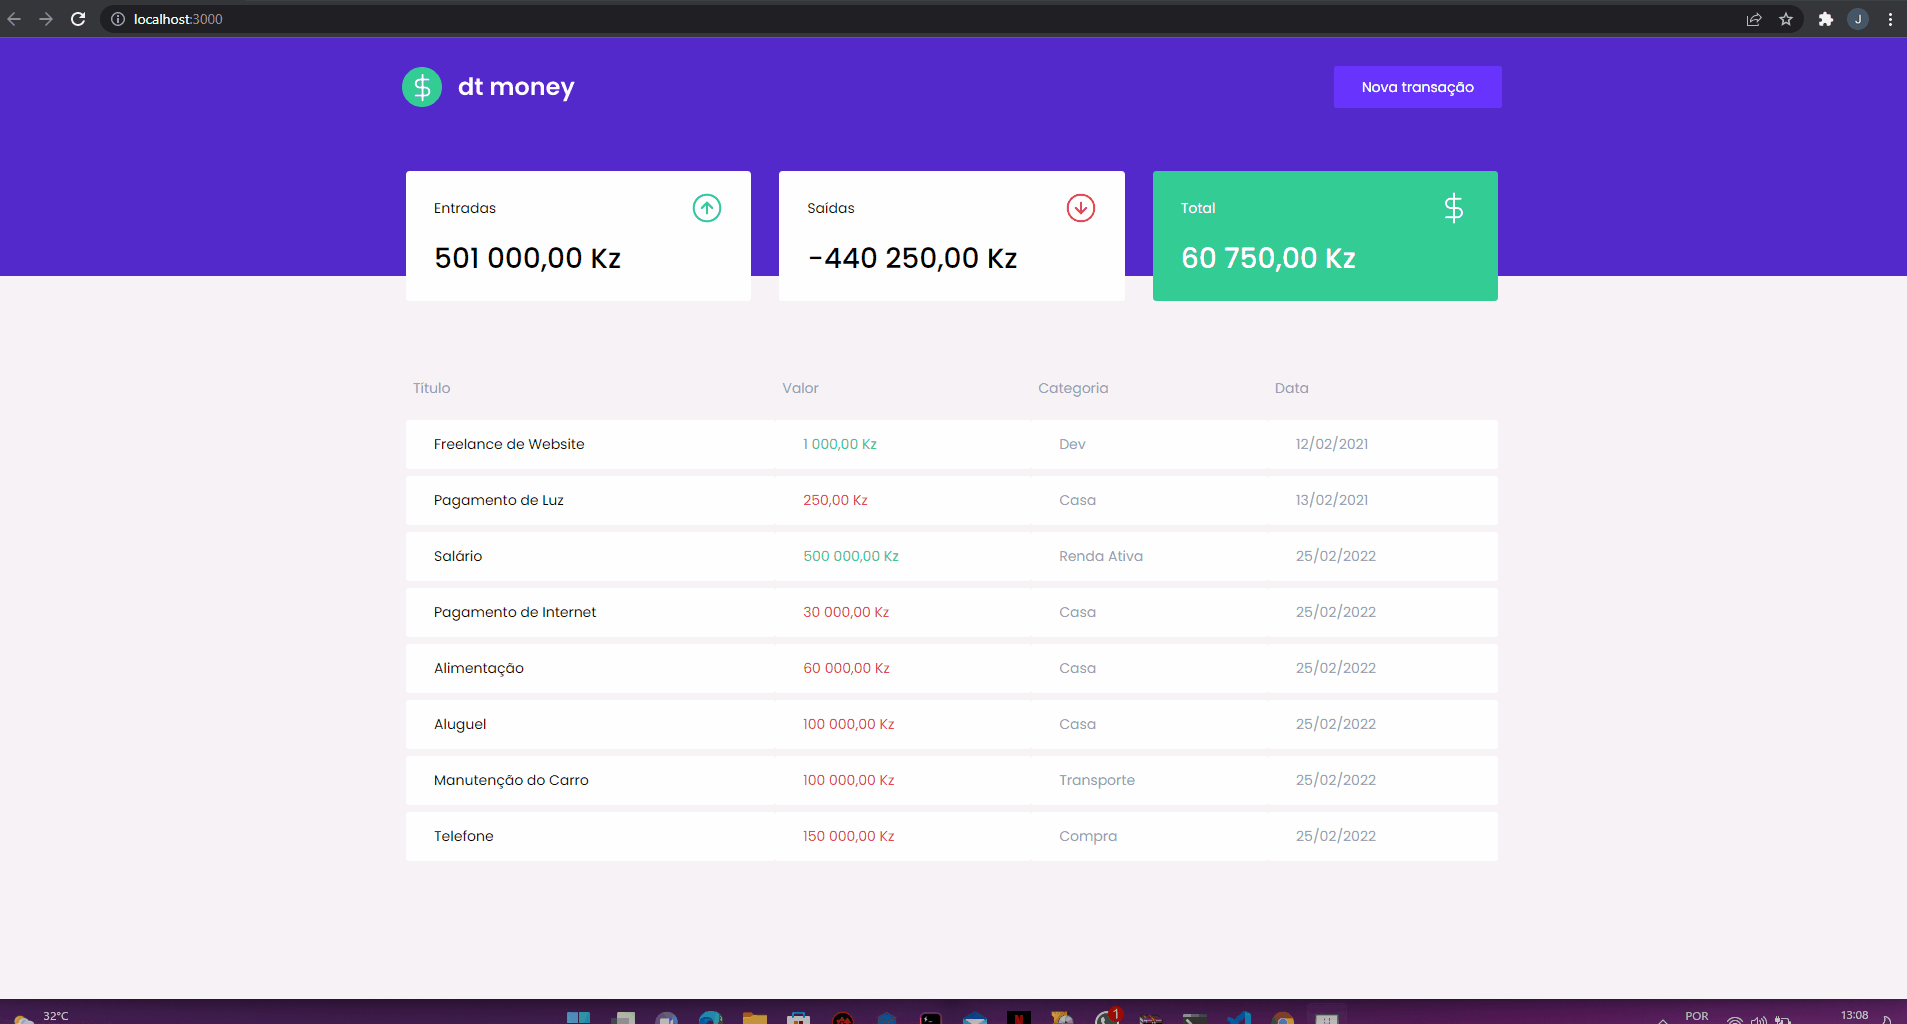 localhost:3000
J
dt money
Nova transação
Entradas
501 000,00 Kz
Saídas
-440 250,00 Kz
Total
60 750,00 Kz
Título Valor Categoria Data
Freelance de Website 1 000,00 Kz Dev 12/02/2021
Pagamento de Luz 250,00 Kz Casa 13/02/2021
Salário 500 000,00 Kz Renda Ativa 25/02/2022
Pagamento de Internet 30 000,00 Kz Casa 25/02/2022
Alimentação 60 000,00 Kz Casa 25/02/2022
Aluguel 100 000,00 Kz Casa 25/02/2022
Manutenção do Carro 100 000,00 Kz Transporte 25/02/2022
Telefone 150 000,00 Kz Compra 25/02/2022
32°C
1
POR
13:08